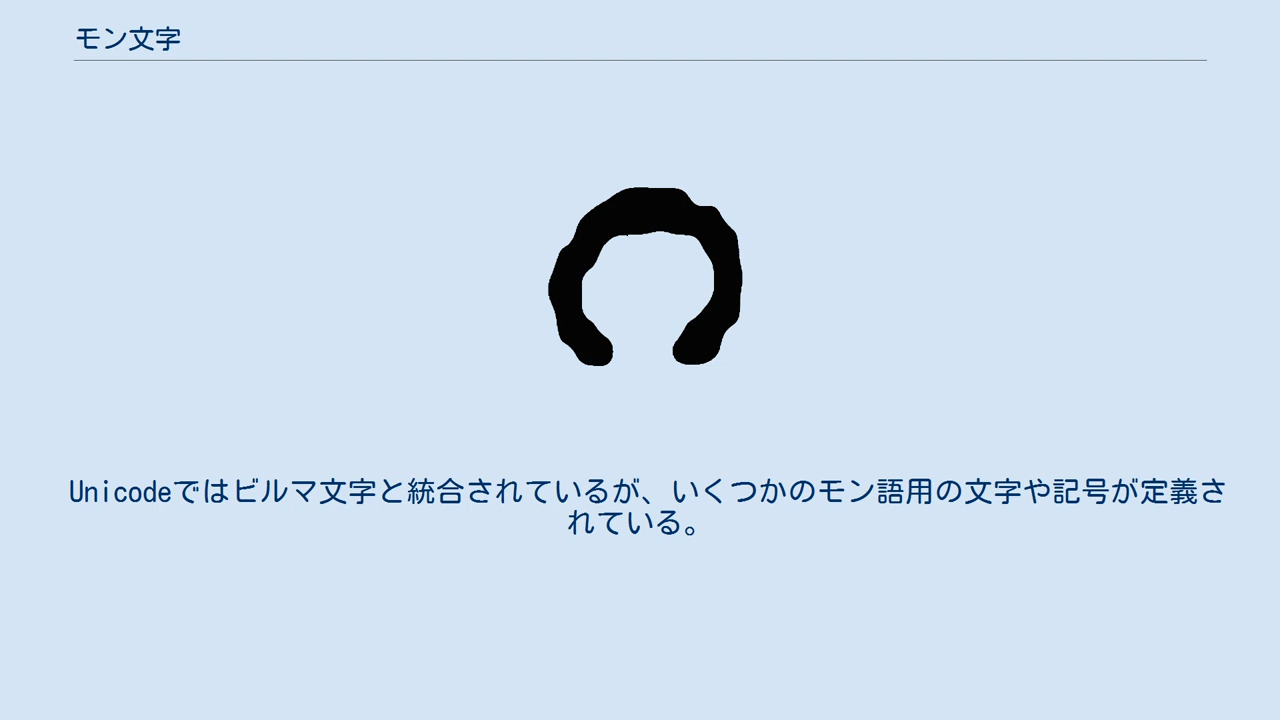 モン文字
Unicodeではビルマ文字と統合されているが、いくつかのモン語用の文字や記号が定義さ
れている。